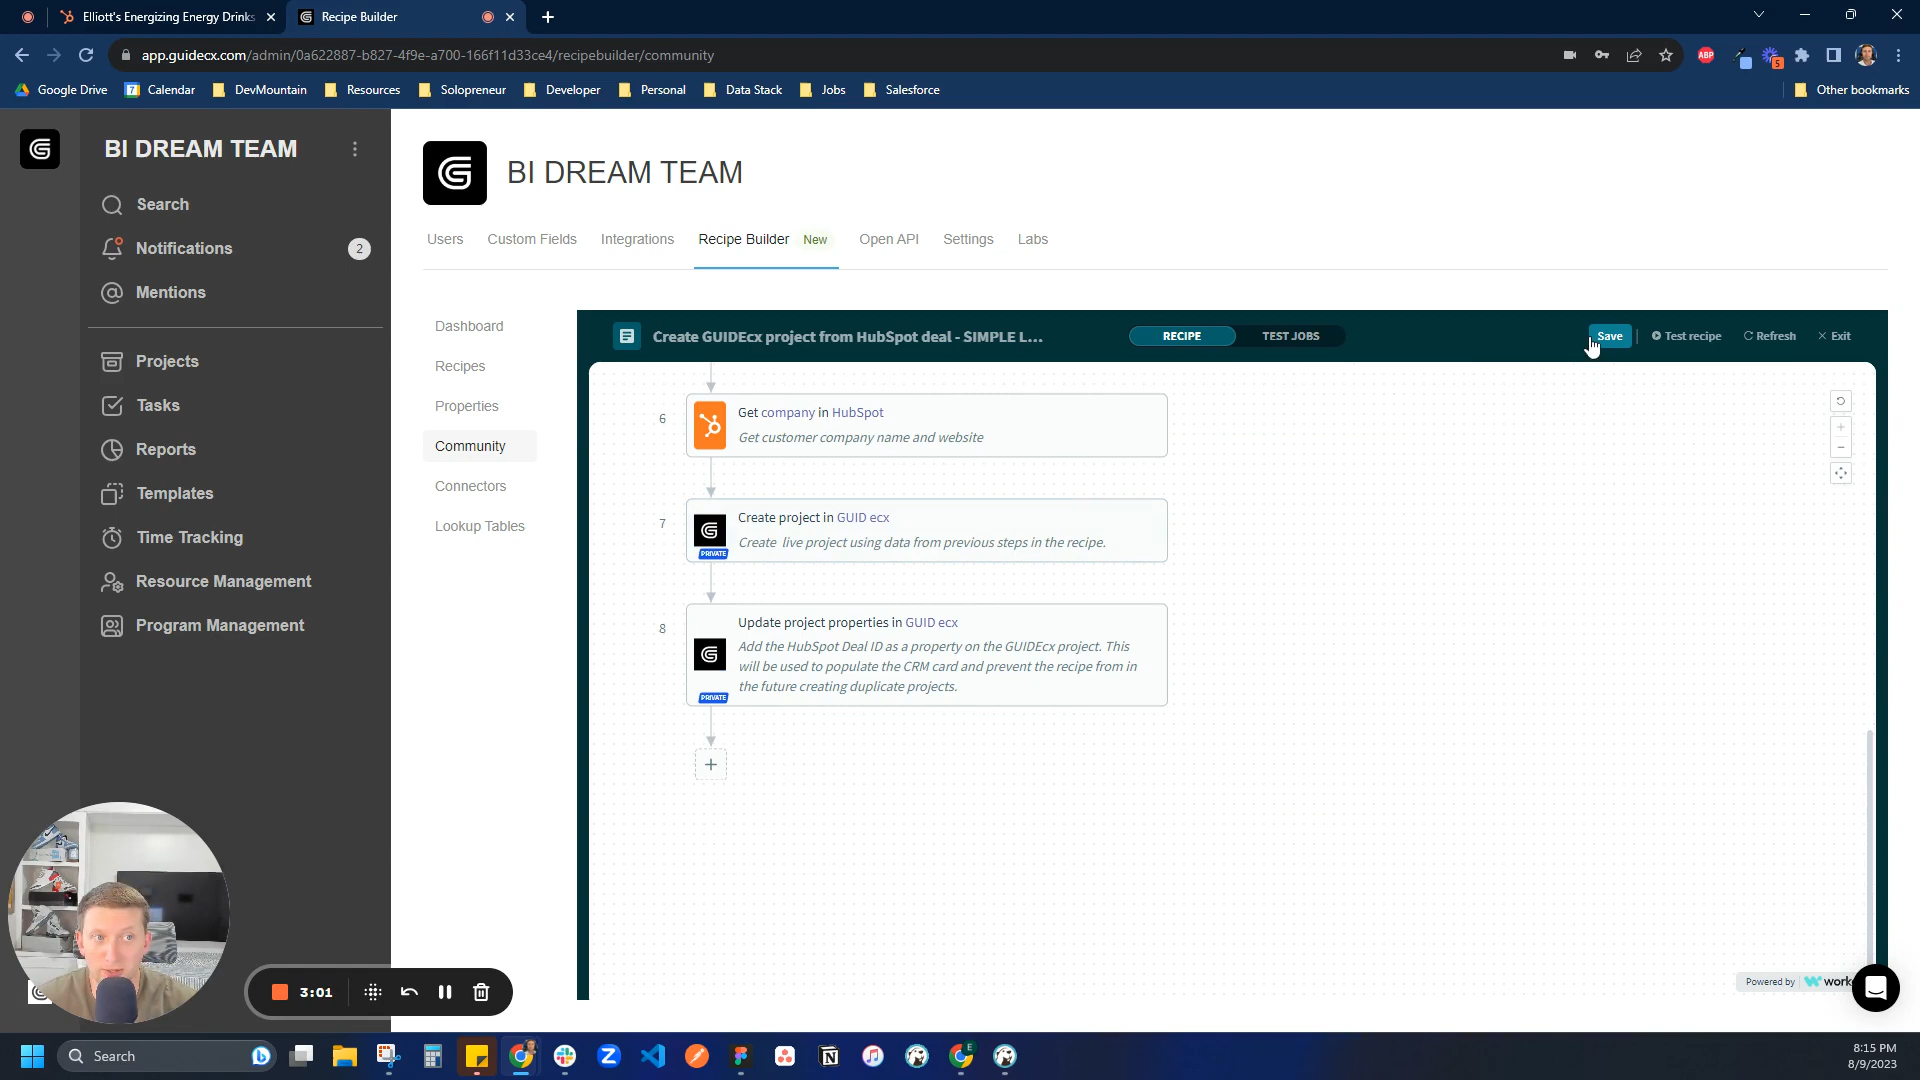 Elliott's Energizing Energy Drinks
Recipe Builder
app.guidecx.com/admin/0a622887-b827-4f9e-a700-166f11d33ce4/recipebuilder/community
ABP
5
Google Drive
7
Calendar
DevMountain
Resources
Solopreneur
Developer
Personal
Data Stack
Jobs
Salesforce
Other bookmarks
BI DREAM TEAM
Search
Notifications
2
Mentions
Projects
Tasks
Reports
Templates
Time Tracking
Resource Management
Program Management
BI DREAM TEAM
Users
Custom Fields
Integrations
Recipe Builder New
Open API
Settings
Labs
Dashboard
Recipes
Properties
Community
Connectors
Lookup Tables
Create GUIDEcx project from HubSpot deal - SIMPLE L...
RECIPE
TEST JOBS
Save
Test recipe
Refresh
Exit
6
Get company in HubSpot
Get customer company name and website
7
Create project in GUID ecx
Create live project using data from previous steps in the recipe.
PRIVATE
8
Update project properties in GUID ecx
Add the HubSpot Deal ID as a property on the GUIDEcx project. This
will be used to populate the CRM card and prevent the recipe from in
the future creating duplicate projects.
PRIVATE
Powered by work
3:01
Search
E
8:15 PM
8/9/2023